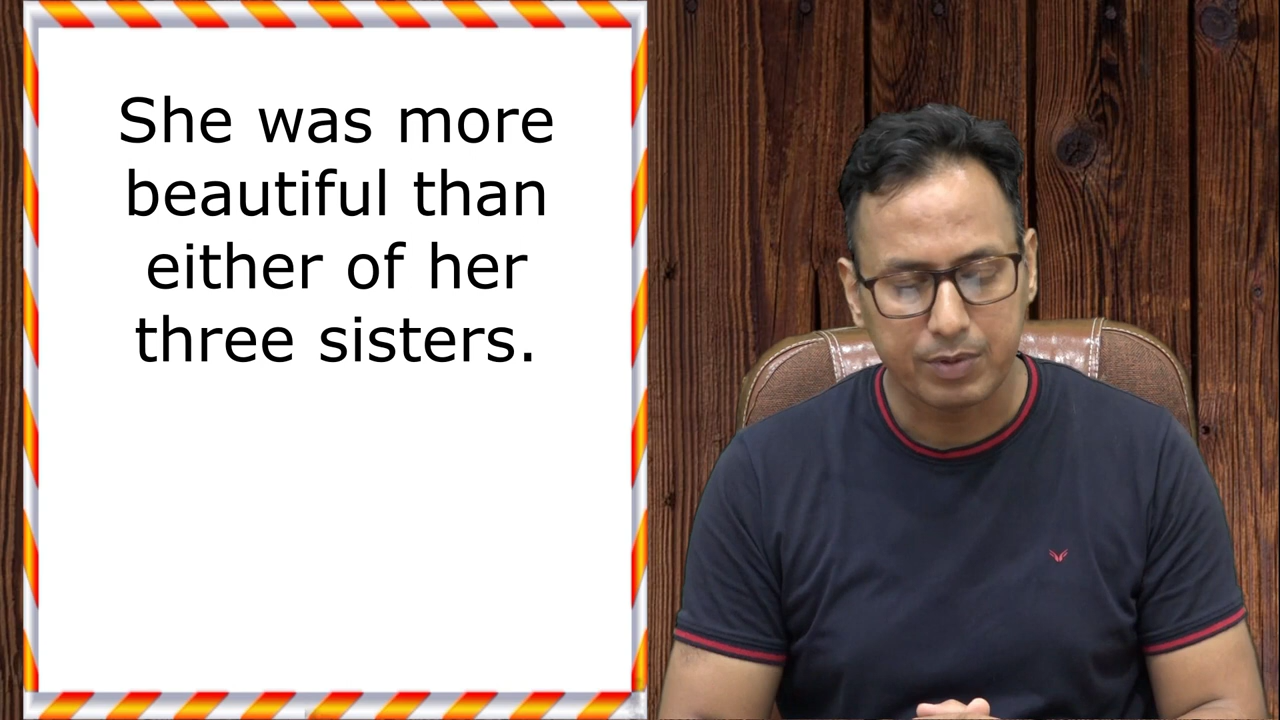 She was more
beautiful than
either of her
three sisters.